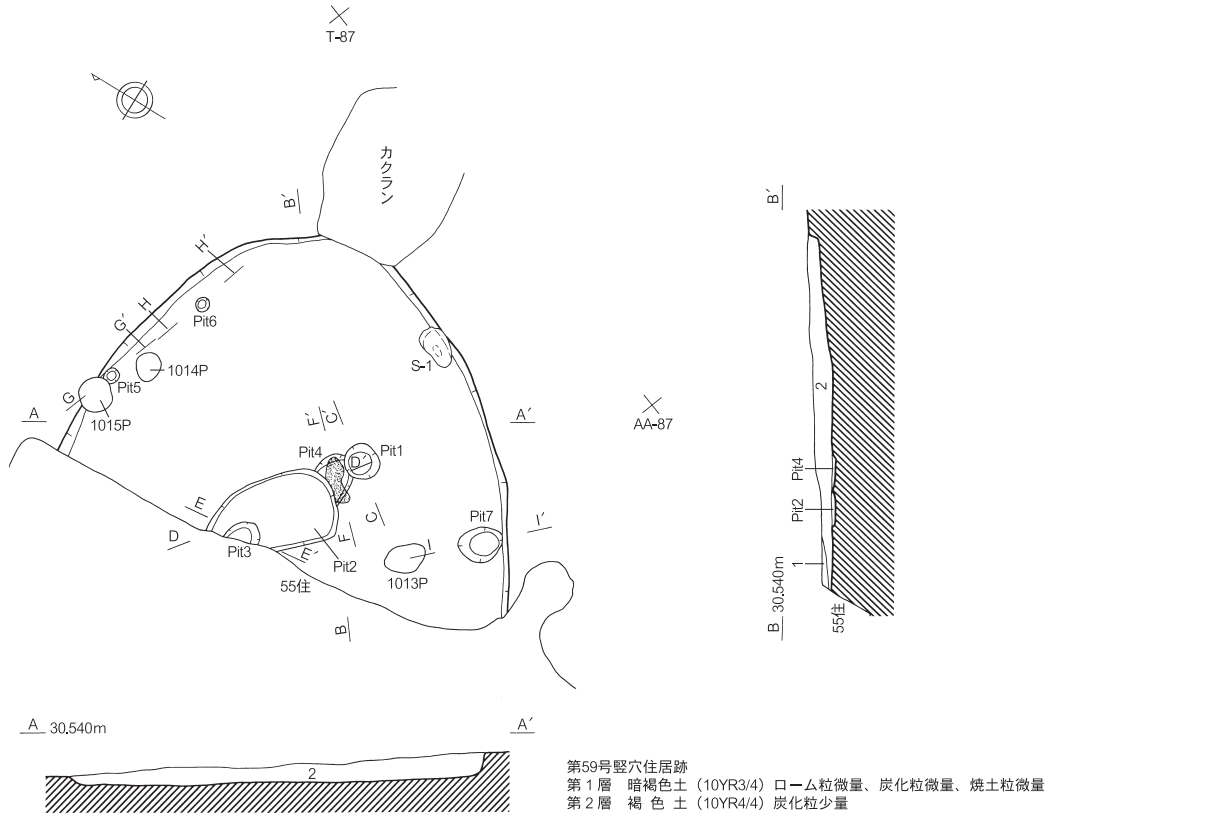 T-87
カクラン
B′
H′
H
G′
Pit6
1014P
Pit5
G
1015P
A
S-1
A′
AA-87
F′
C′
Pit4
D′
Pit1
E
D
Pit3
E′
F
C
Pit2
55住
Pit7
I′
I
1013P
B
B′
2
Pit4
Pit2
1
B 30.540m
55住
A 30.540m
A′
2
第59号竪穴住居跡
第1層 暗褐色土(10YR3/4)ローム粒微量、炭化粒微量、焼土粒微量
第2層 褐色土(10YR4/4)炭化粒少量